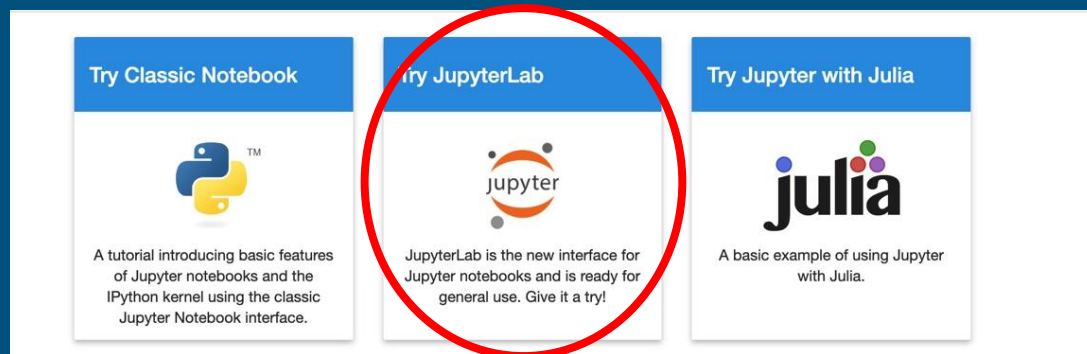 Try Classic Notebook
TM
A tutorial introducing basic features
of Jupyter notebooks and the
IPython kernel using the classic
Jupyter Notebook interface.
Try JupyterLab
jupyter
JupyterLab is the new interface for
Jupyter notebooks and is ready for
general use. Give it a try!
Try Jupyter with Julia
julia
A basic example of using Jupyter
with Julia.